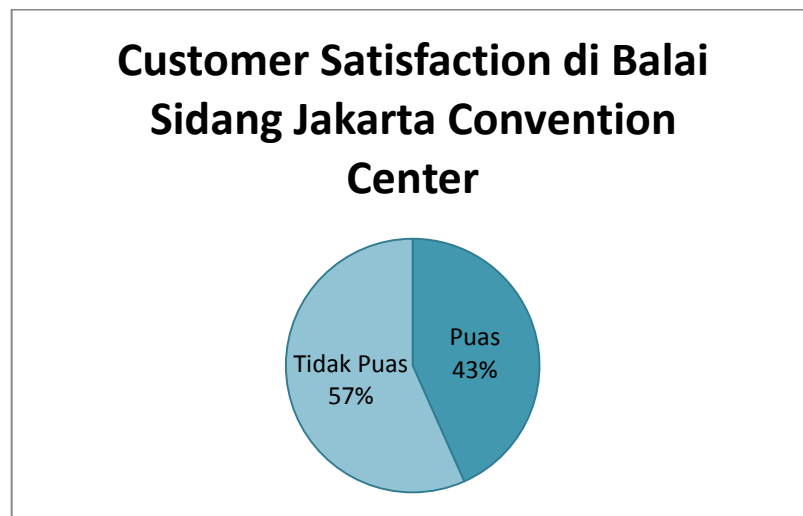 Customer Satisfaction di Balai
Sidang Jakarta Convention
Center
Puas
43%
Tidak Puas
57%